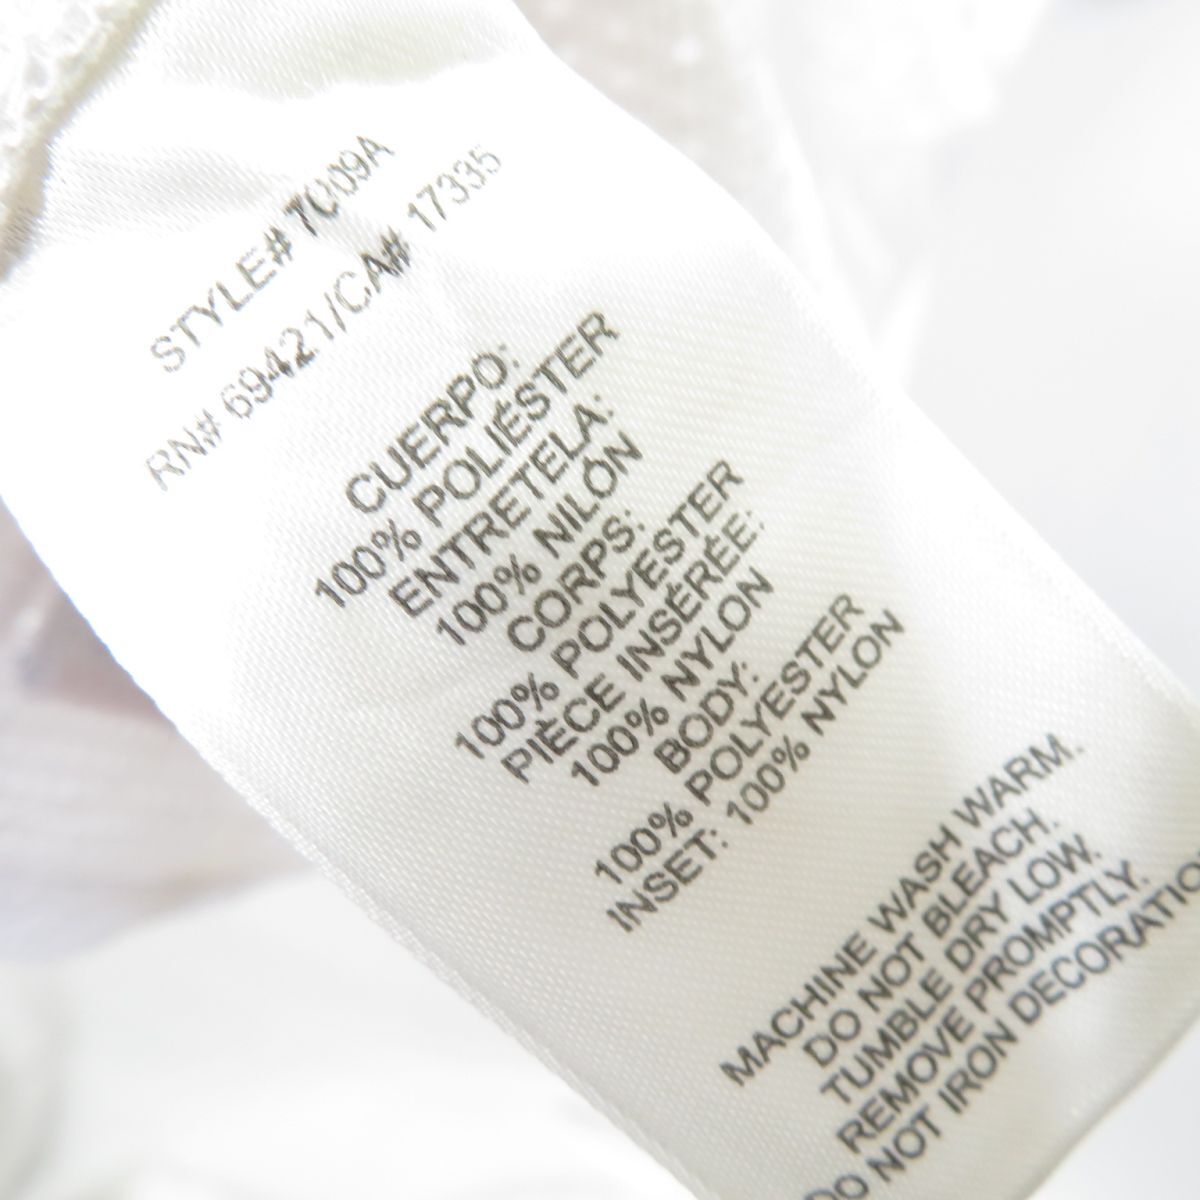 STYLE# 7009A
RN# 69421/CA# 17335
CUERPO:
100% POLIÉSTER
ENTRETELA:
100% NILÓN
CORPS:
100% POLYESTER
PIÈCE INSÉRÉE:
100% NYLON
BODY:
100% POLYESTER
INSET: 100% NYLON
MACHINE WASH WARM.
DO NOT BLEACH.
TUMBLE DRY LOW.
REMOVE PROMPTLY.
DO NOT IRON DECORATIO